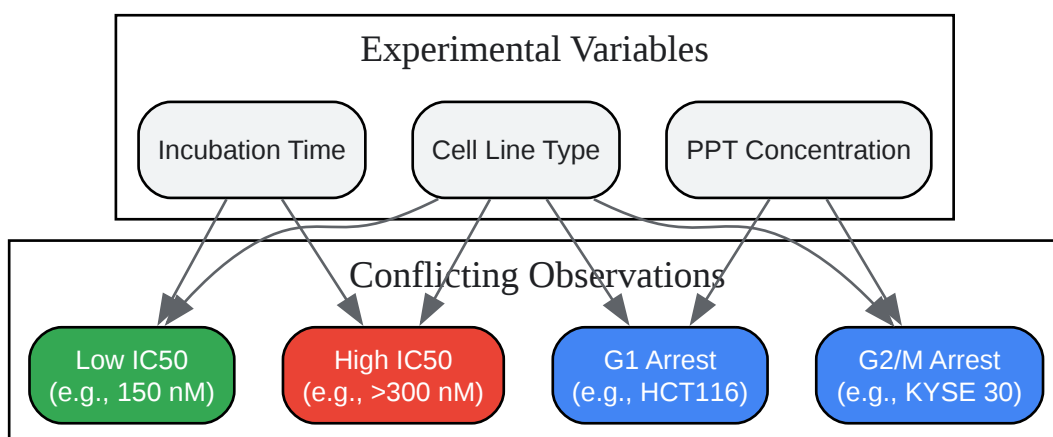 Experimental Variables
Incubation Time
Cell Line Type
PPT Concentration
Conflicting Observations
Low IC50
(e.g., 150 nM)
High IC50
(e.g., >300 nM)
G1 Arrest
(e.g., HCT116)
G2/M Arrest
(e.g., KYSE 30)